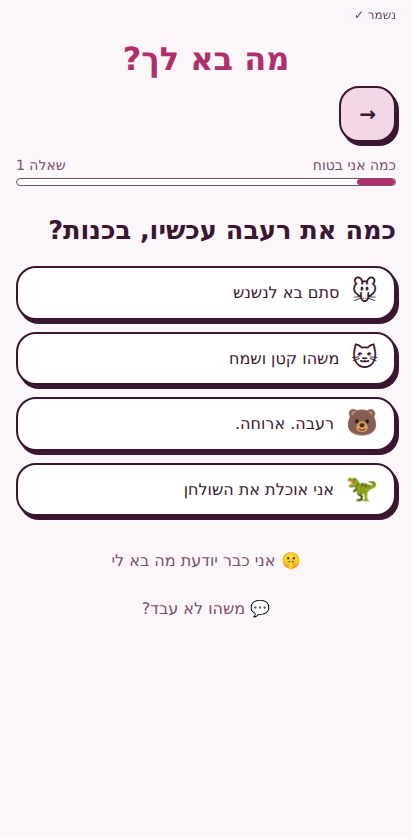 נשמר ✓
מה בא לך?
→
כמה אני בטוח
שאלה 1
כמה את רעבה עכשיו, בכנות?
🐭 סתם בא לנשנש
🐱 משהו קטן ושמח
🐻 רעבה. ארוחה.
🦖 אני אוכלת את השולחן
🤫 אני כבר יודעת מה בא לי
💬 משהו לא עבד?